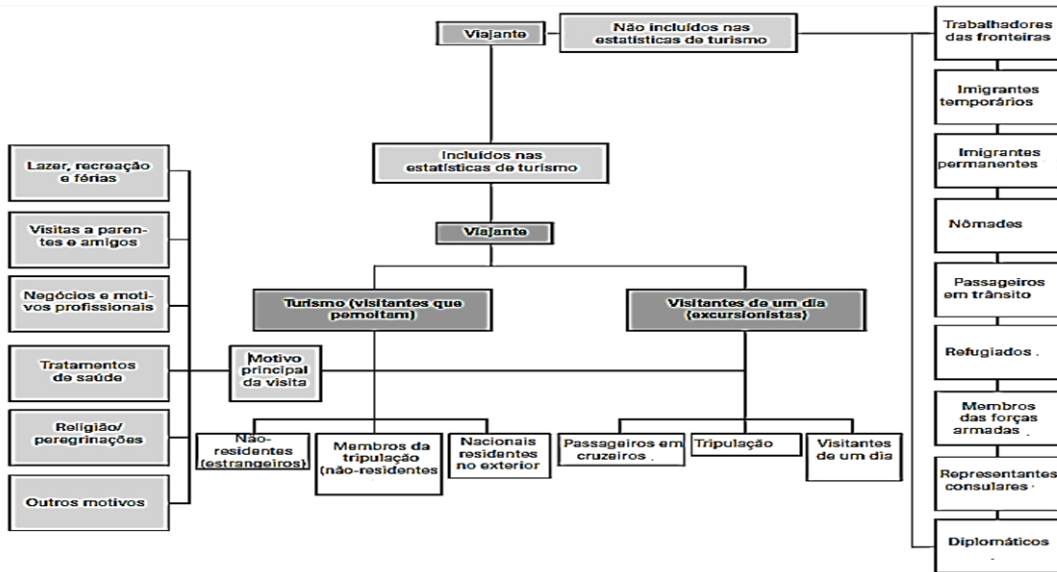 Viajante
Não incluídos nas
estatísticas de turismo
Trabalhadores
das fronteiras
Imigrantes
temporários
Imigrantes
permanentes
Nômades
Passageiros
em trânsito
Refugiados .
Membros
das forças
armadas .
Representantes
consulares .
Diplomáticos
.
Incluídos nas
estatísticas de turismo
Viajante
Turismo (visitantes que
pernoitam)
Visitantes de um dia
(excursionistas)
Lazer, recreação
e férias
Visitas a paren-
tes e amigos
Negócios e moti-
vos profissionais
Tratamentos
de saúde
Religião/
peregrinações
Outros motivos
Motivo
principal
da visita
Não-
residentes
(estrangeiros)
Membros da
tripulação
(não-residentes
Nacionais
residentes
no exterior
Passageiros em
cruzeiros .
Tripulação
Visitantes
de um dia